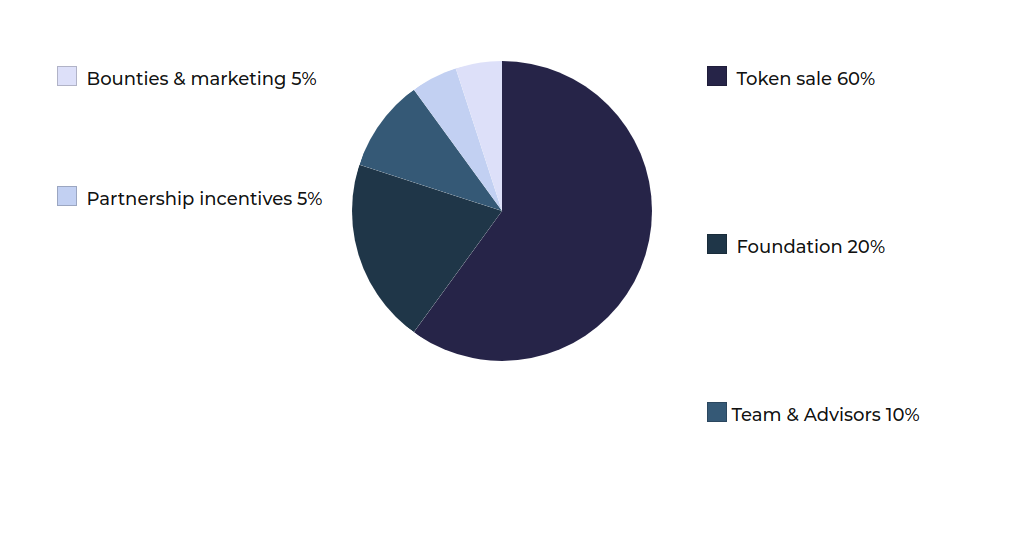 Bounties & marketing 5%
Partnership incentives 5%
Token sale 60%
Foundation 20%
Team & Advisors 10%